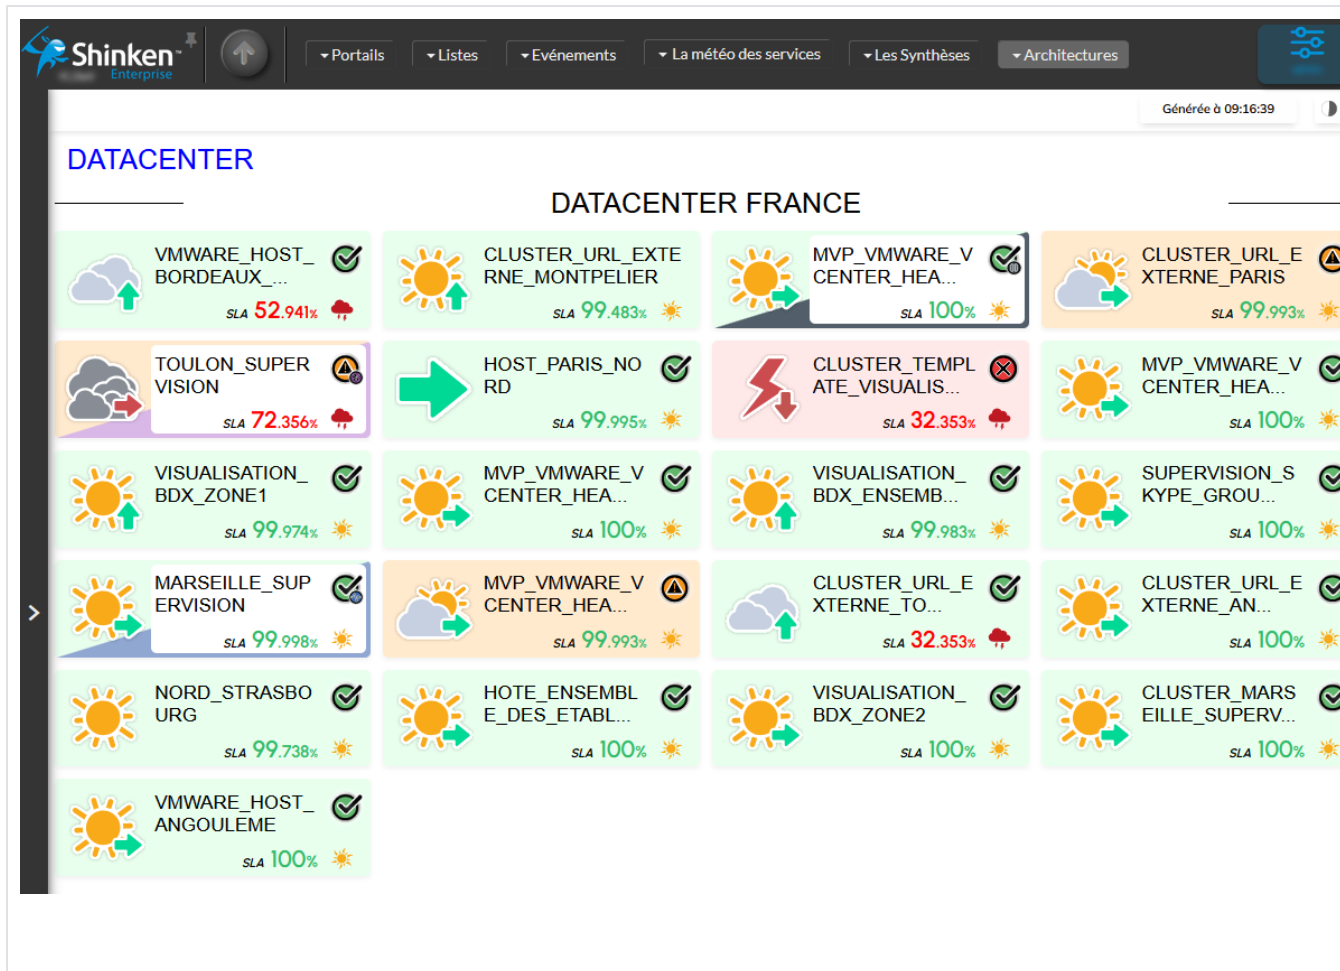 Shinken™
Enterprise
Portails
Listes
Evénements
La météo des services
Les Synthèses
Architectures
Générée à 09:16:39
DATACENTER
DATACENTER FRANCE
VMWARE_HOST_
BORDEAUX_...
SLA 52.941%
CLUSTER_URL_EXTE
RNE_MONTPELIER
SLA 99.483%
MVP_VMWARE_V
CENTER_HEA...
SLA 100%
CLUSTER_URL_E
XTERNE_PARIS
SLA 99.993%
TOULON_SUPER
VISION
SLA 72.356%
HOST_PARIS_NO
RD
SLA 99.995%
CLUSTER_TEMPL
ATE_VISUALIS...
SLA 32.353%
MVP_VMWARE_V
CENTER_HEA...
SLA 100%
VISUALISATION_
BDX_ZONE1
SLA 99.974%
MVP_VMWARE_V
CENTER_HEA...
SLA 100%
VISUALISATION_
BDX_ENSEMB...
SLA 99.983%
SUPERVISION_S
KYPE_GROU...
SLA 100%
MARSEILLE_SUP
ERVISION
SLA 99.998%
MVP_VMWARE_V
CENTER_HEA...
SLA 99.993%
CLUSTER_URL_E
XTERNE_TO...
SLA 32.353%
CLUSTER_URL_E
XTERNE_AN...
SLA 100%
NORD_STRASBO
URG
SLA 99.738%
HOTE_ENSEMBL
E_DES_ETABL...
SLA 100%
VISUALISATION_
BDX_ZONE2
SLA 100%
CLUSTER_MARS
EILLE_SUPERV...
SLA 100%
VMWARE_HOST_
ANGOULEME
SLA 100%